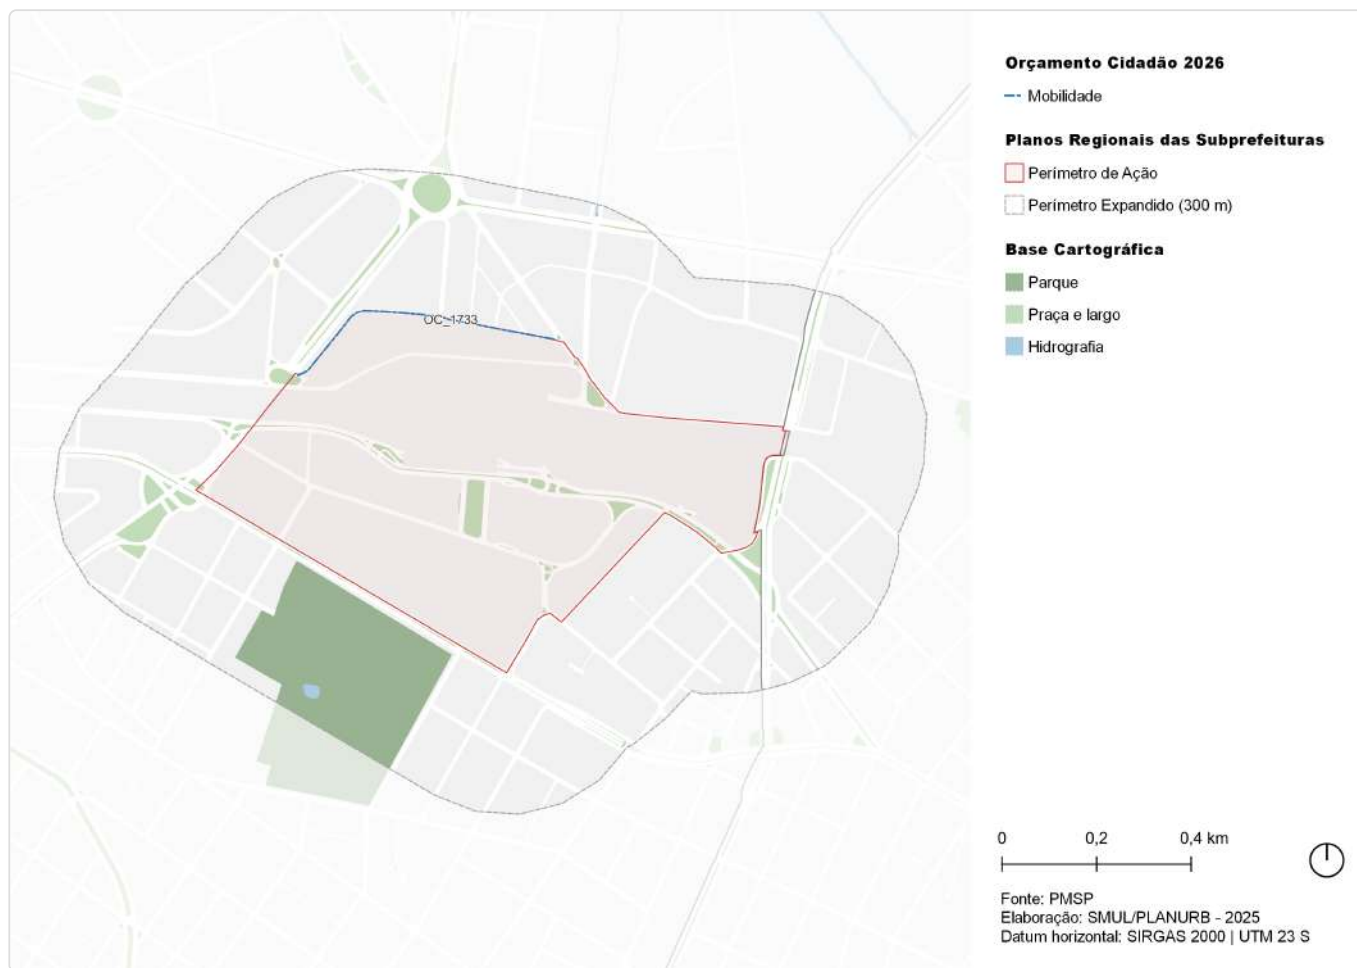 OC_1733
Orçamento Cidadão 2026
Mobilidade
Planos Regionais das Subprefeituras
Perímetro de Ação
Perímetro Expandido (300 m)
Base Cartográfica
Parque
Praça e largo
Hidrografia
0 0,2 0,4 km
Fonte: PMSP
Elaboração: SMUL/PLANURB - 2025
Datum horizontal: SIRGAS 2000 | UTM 23 S